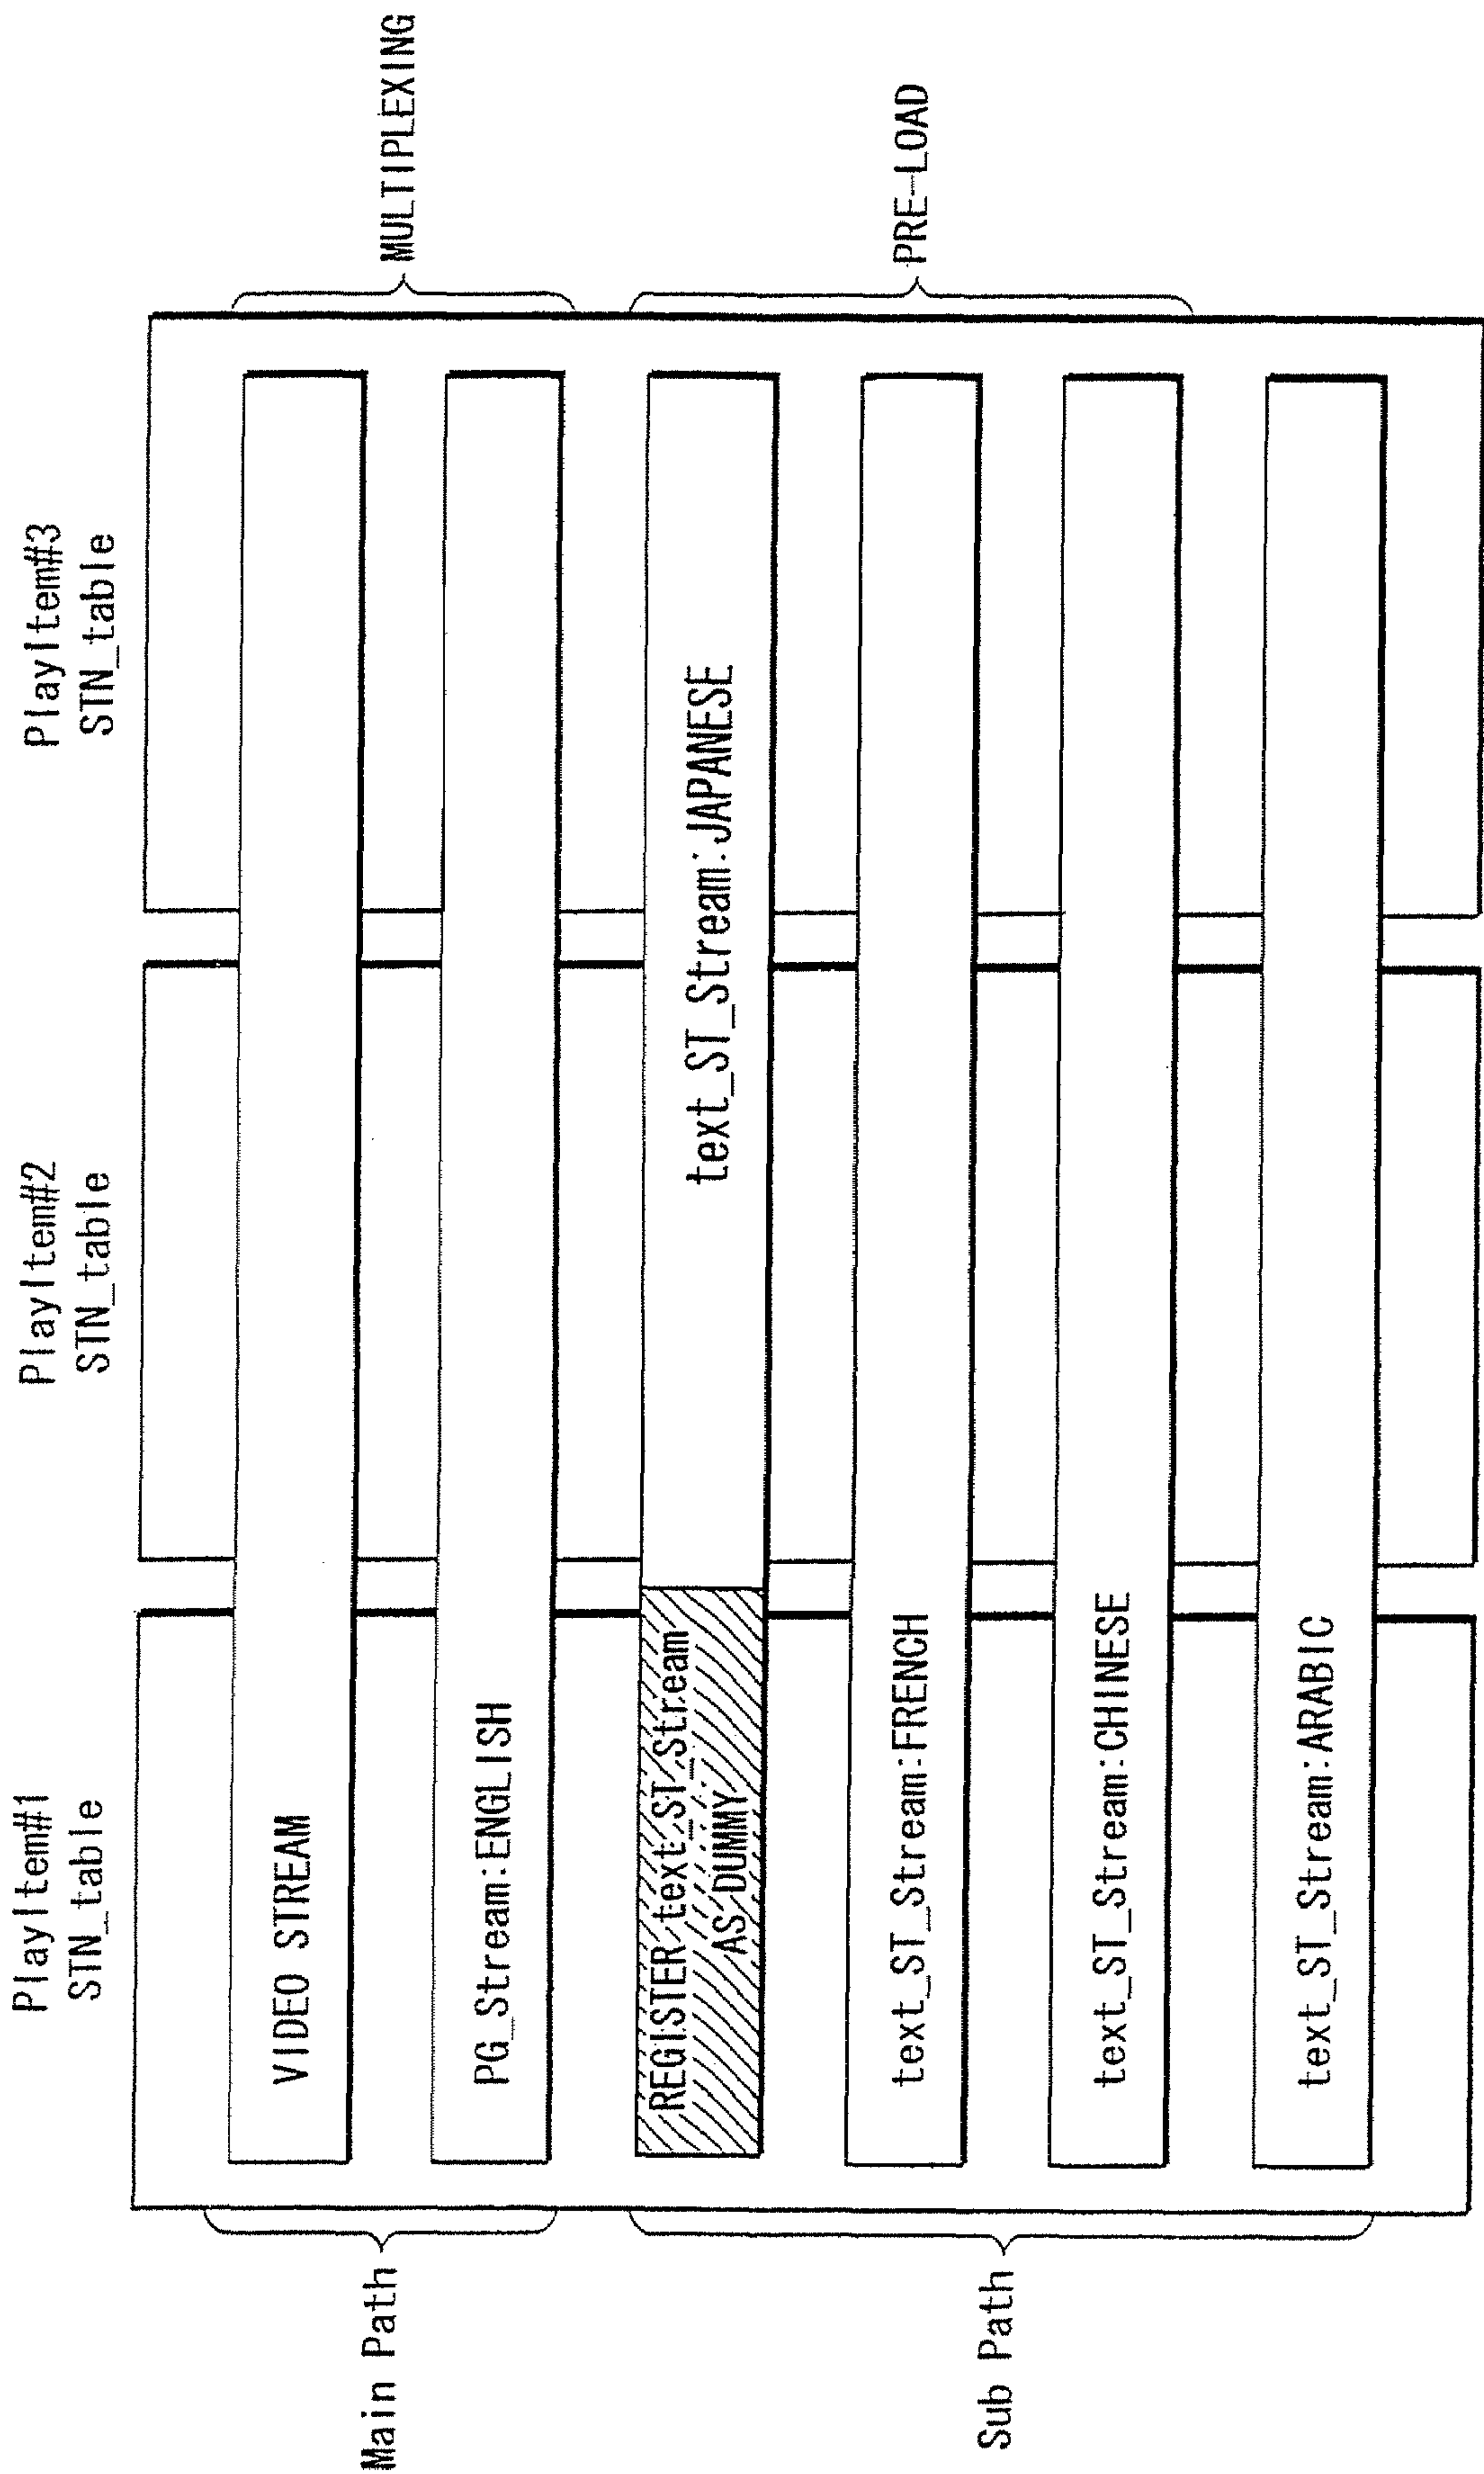 PlayItem#1
STN_table
PlayItem#2
STN_table
PlayItem#3
STN_table
Main Path
VIDEO STREAM
PG_Stream:ENGLISH
MULTIPLEXING
Sub Path
REGISTER text_ST_Stream
AS DUMMY
text_ST_Stream:JAPANESE
text_ST_Stream:FRENCH
text_ST_Stream:CHINESE
text_ST_Stream:ARABIC
PRE-LOAD